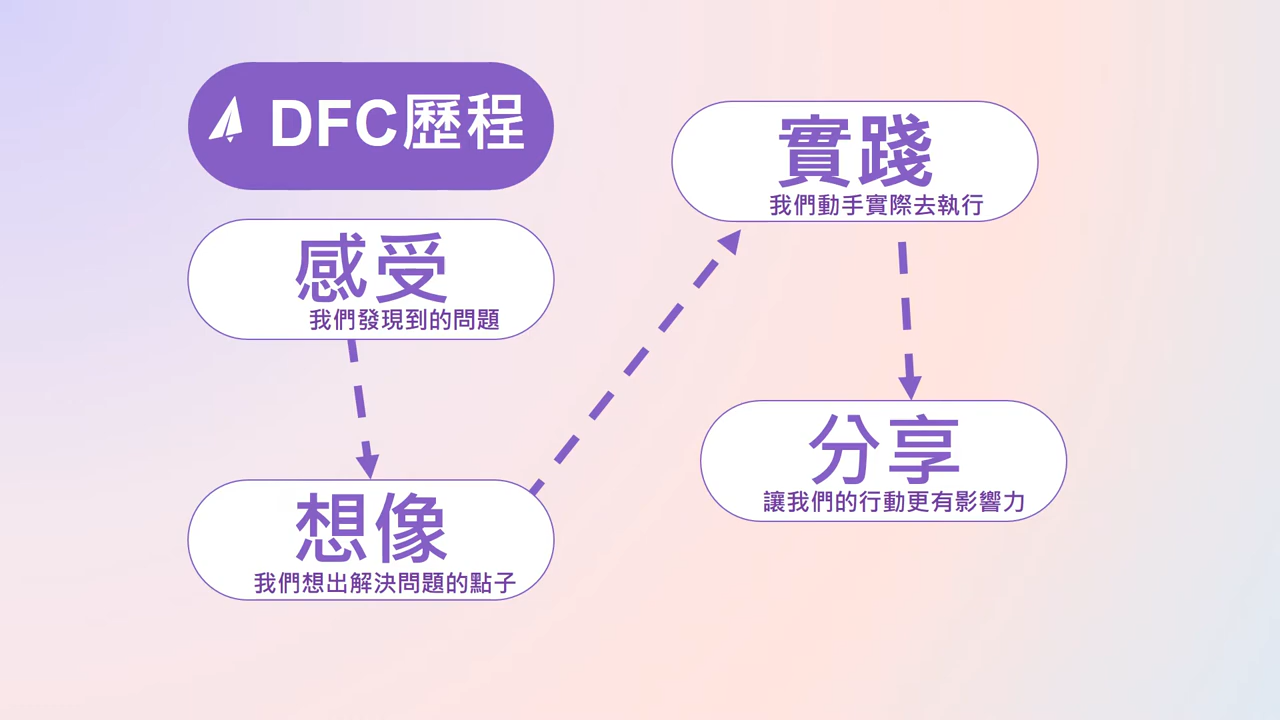 DFC歷程
感受
我們發現到的問題
想像
我們想出解決問題的點子
實踐
我們動手實際去執行
分享
讓我們的行動更有影響力